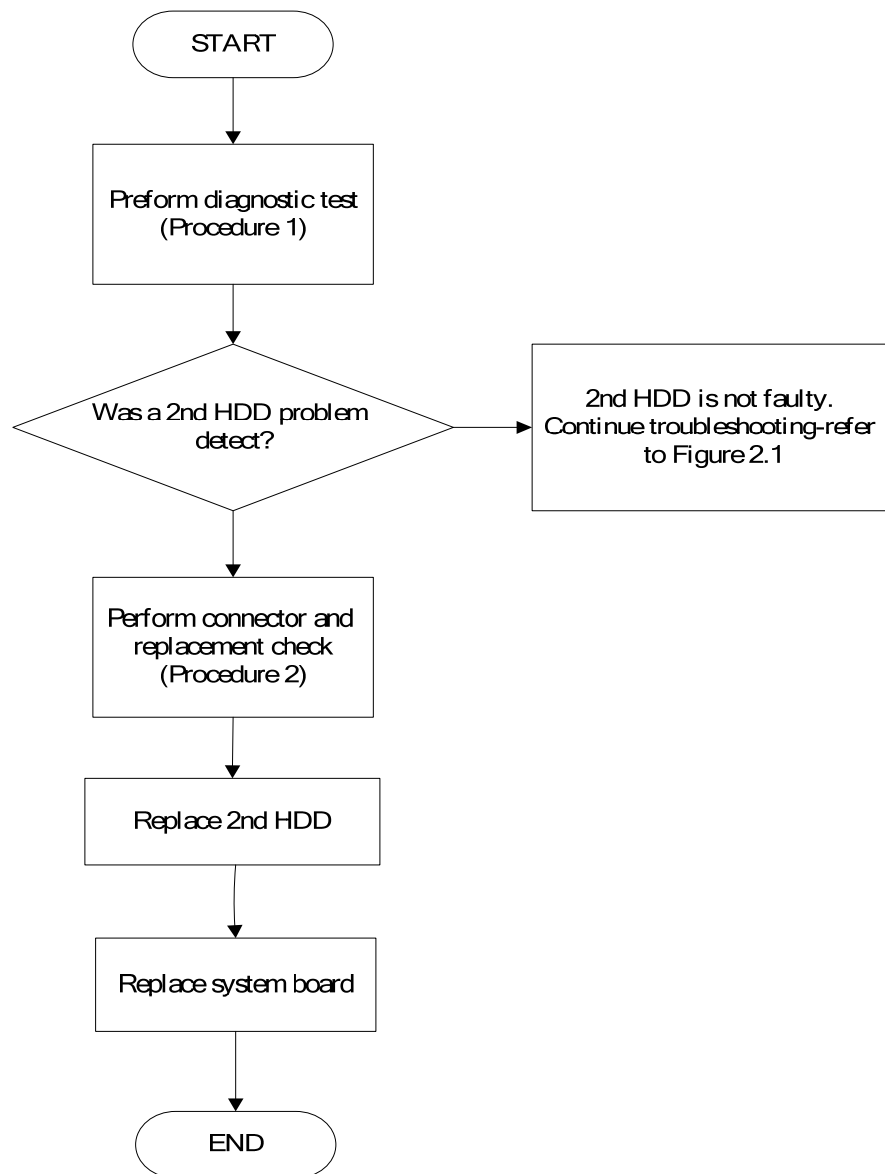 START
Preform diagnostic test
(Procedure 1)
Was a 2nd HDD problem
detect?
2nd HDD is not faulty.
Continue troubleshooting-refer
to Figure 2.1
Perform connector and
replacement check
(Procedure 2)
Replace 2nd HDD
Replace system board
END